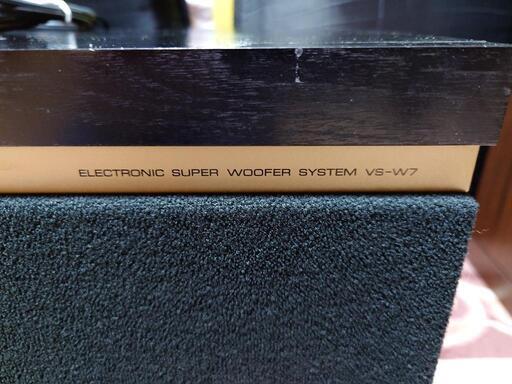 ELECTRONIC SUPER WOOFER SYSTEM VS-W7